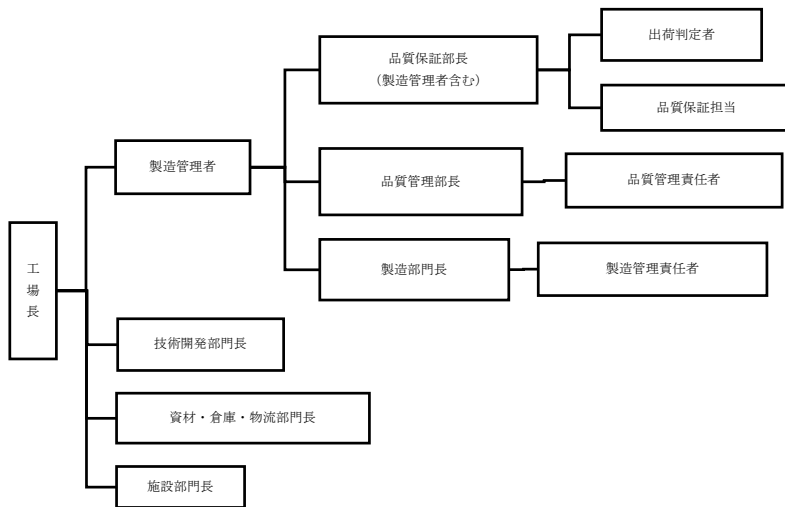 出荷判定者
品質保証部長
（製造管理者含む）
品質保証担当
製造管理者
品質管理部長
品質管理責任者
工
場
長
製造部門長
製造管理責任者
技術開発部門長
資材・倉庫・物流部門長
施設部門長